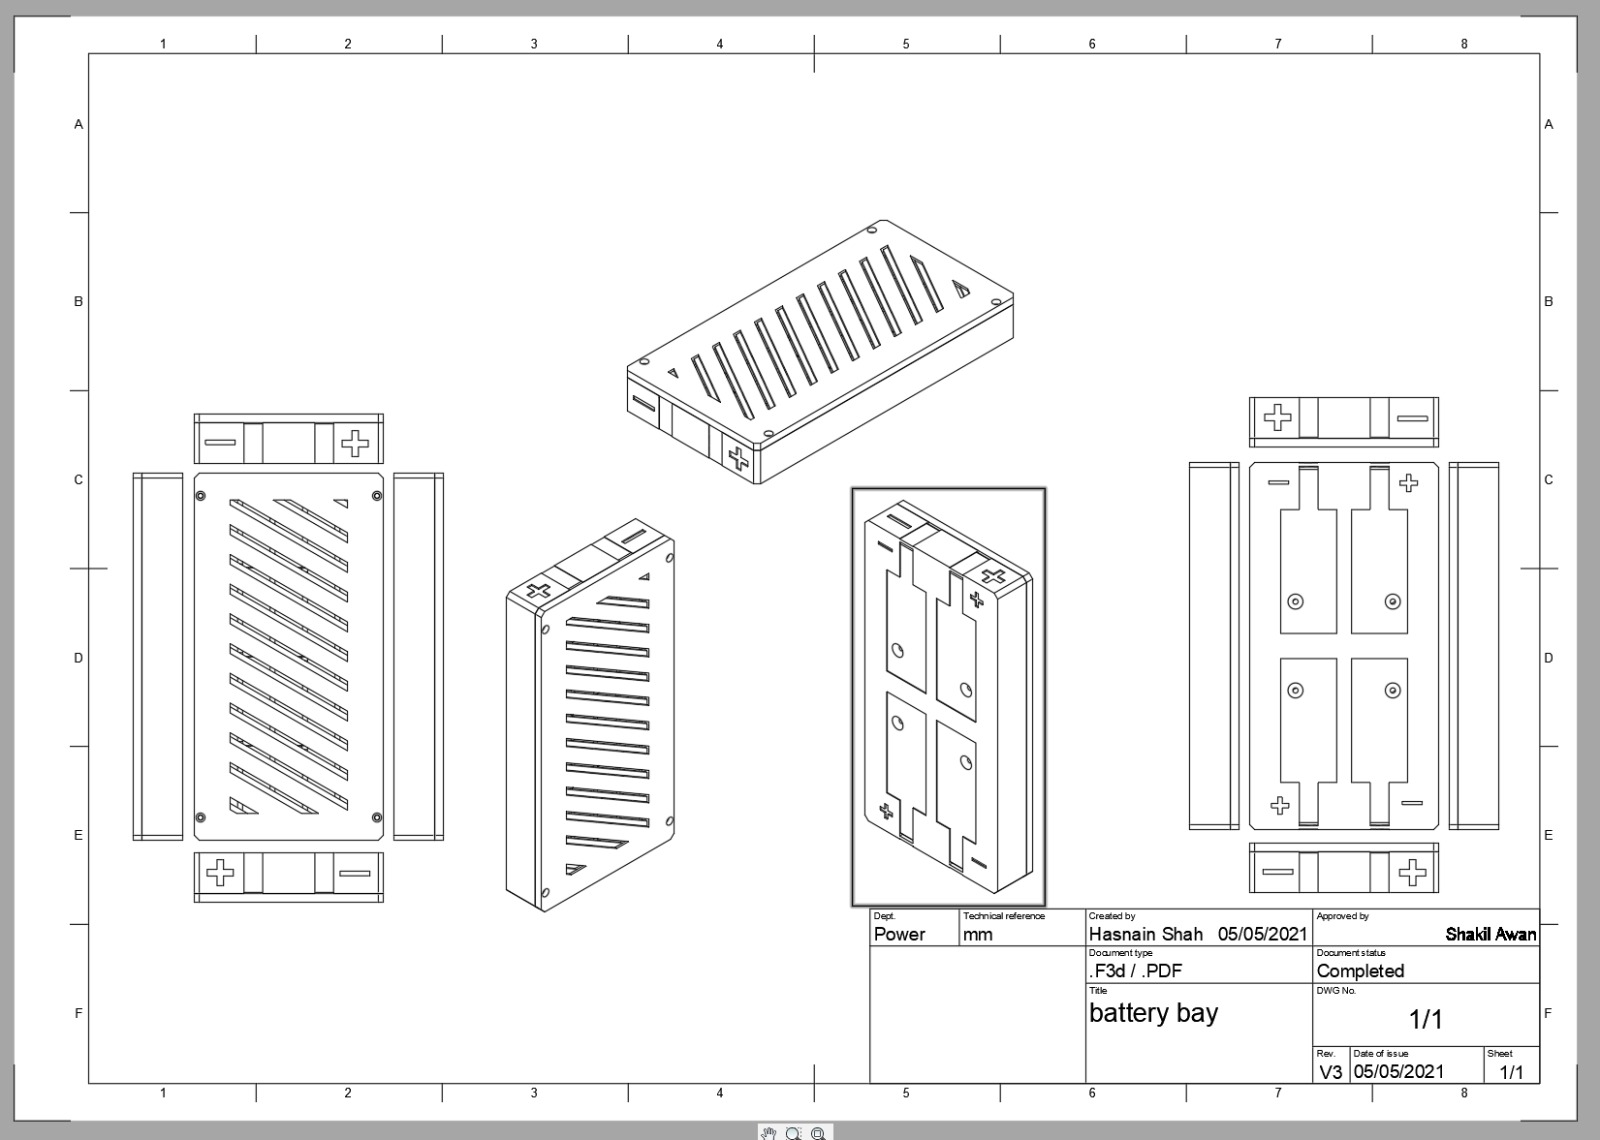 1 2 3 4 5 6 7 8
A A
B B
C C
D D
E E
Dept. Technical reference Created by Approved by
Power mm Hasnain Shah 05/05/2021 Shakil Awan
Document type Document status
.F3d / .PDF Completed
Title DWG No.
battery bay 1/1
F F
Rev. Date of issue Sheet
V3 05/05/2021 1/1
1 2 3 4 5 6 7 8